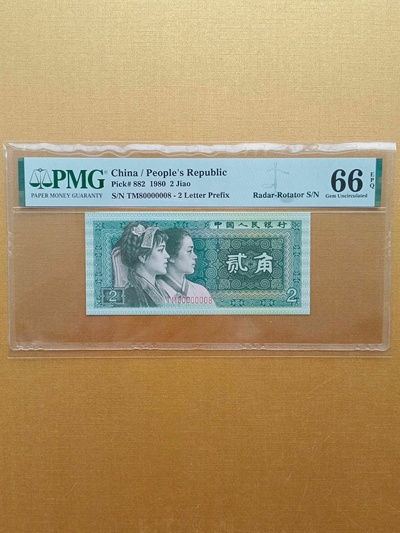 PMG
PAPER MONEY GUARANTY
China / People's Republic
Pick# 882 1980 2 Jiao
S/N TM80000008 - 2 Letter Prefix
Radar-Rotator S/N
66 EPQ
Gem Uncirculated
中国人民银行
贰角
TM80000008
2
2